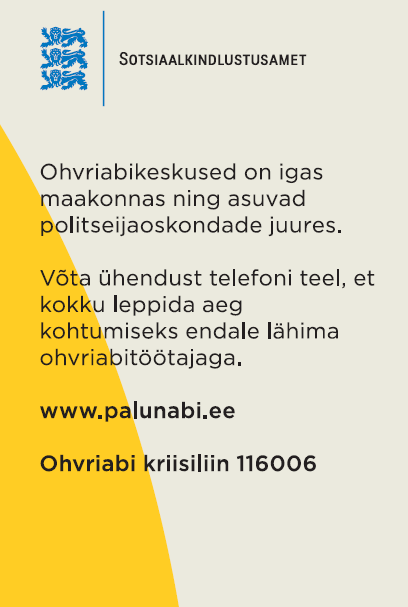 SOTSIAALKINDLUSTUSAMET
Ohvriabikeskused on igas
maakonnas ning asuvad
politseijaoskondade juures.
Võta ühendust telefoni teel, et
kokku leppida aeg
kohtumiseks endale lähima
ohvriabitöötajaga.
www.palunabi.ee
Ohvriabi kriisiliin 116006